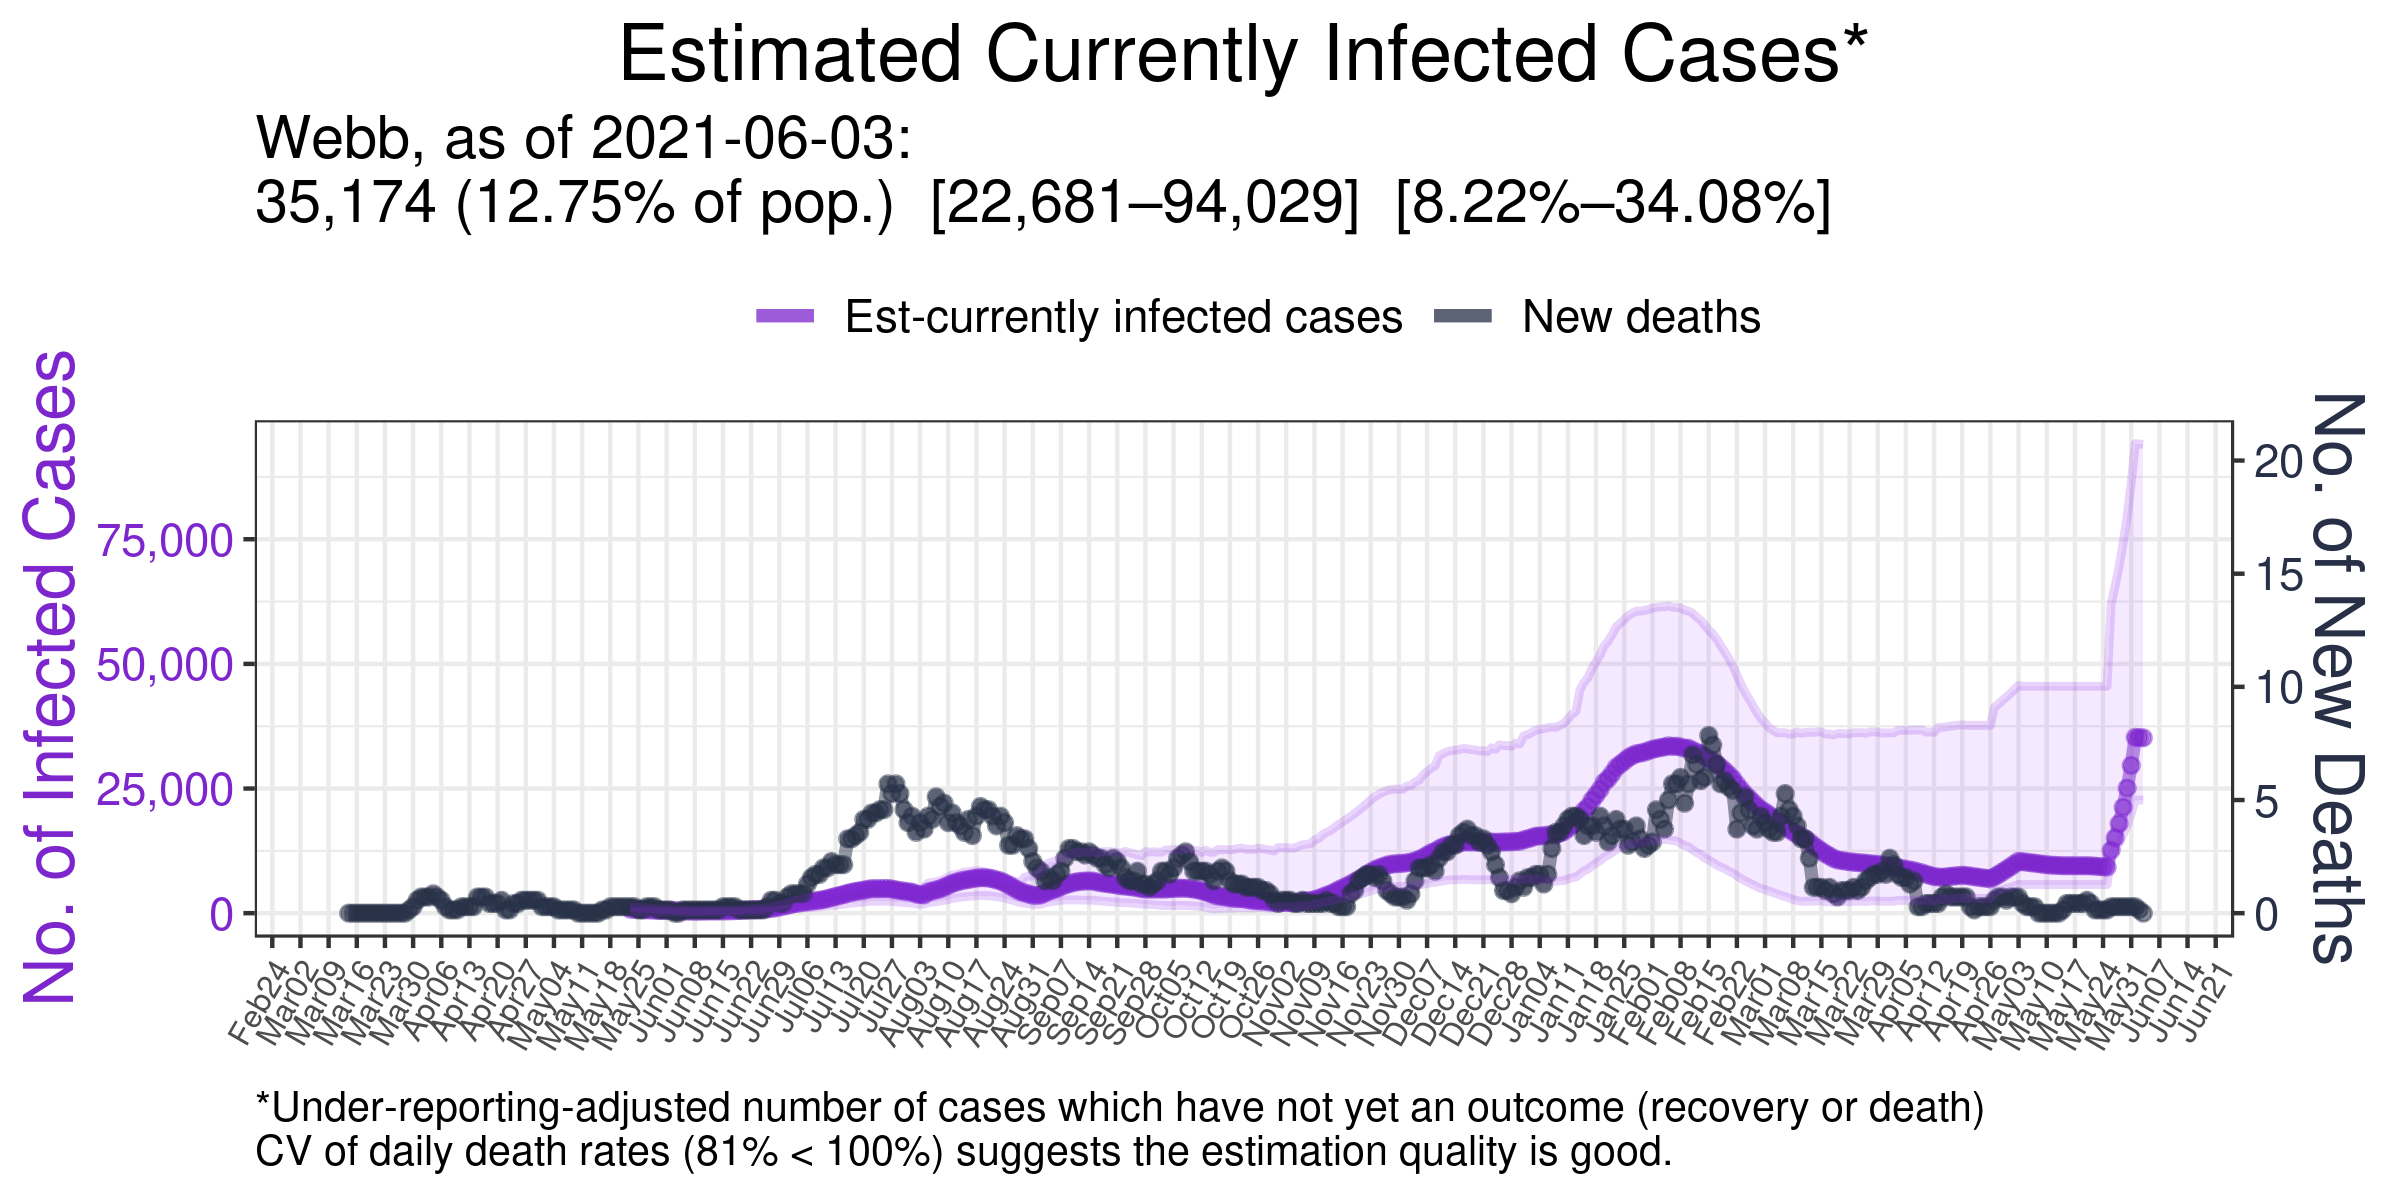 Estimated Currently Infected Cases*
Webb, as of 2021-06-03:
35,174 (12.75% of pop.)  [22,681–94,029]  [8.22%–34.08%]
Est-currently infected cases
New deaths
No. of Infected Cases
75,000
50,000
25,000
0
20
15
10
5
0
No. of New Deaths
Feb24
Mar02
Mar09
Mar16
Mar23
Mar30
Apr06
Apr13
Apr20
Apr27
May04
May11
May18
May25
Jun01
Jun08
Jun15
Jun22
Jun29
Jul06
Jul13
Jul20
Jul27
Aug03
Aug10
Aug17
Aug24
Aug31
Sep07
Sep14
Sep21
Sep28
Oct05
Oct12
Oct19
Oct26
Nov02
Nov09
Nov16
Nov23
Nov30
Dec07
Dec14
Dec21
Dec28
Jan04
Jan11
Jan18
Jan25
Feb01
Feb08
Feb15
Feb22
Mar01
Mar08
Mar15
Mar22
Mar29
Apr05
Apr12
Apr19
Apr26
May03
May10
May17
May24
May31
Jun07
Jun14
Jun21
*Under-reporting-adjusted number of cases which have not yet an outcome (recovery or death)
CV of daily death rates (81% < 100%) suggests the estimation quality is good.